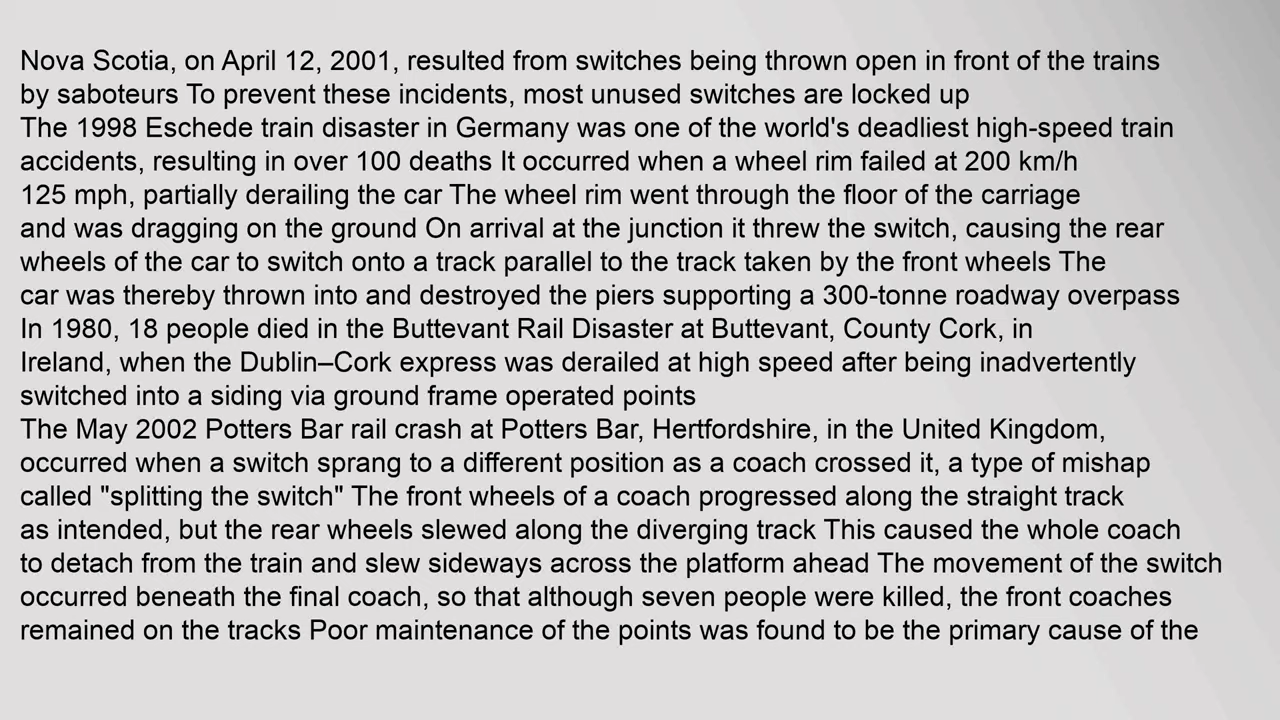 Nova Scotia, on April 12, 2001, resulted from switches being thrown open in front of the trains
by saboteurs To prevent these incidents, most unused switches are locked up
The 1998 Eschede train disaster in Germany was one of the world's deadliest high-speed train
accidents, resulting in over 100 deaths It occurred when a wheel rim failed at 200 km/h
125 mph, partially derailing the car The wheel rim went through the floor of the carriage
and was dragging on the ground On arrival at the junction it threw the switch, causing the rear
wheels of the car to switch onto a track parallel to the track taken by the front wheels The
car was thereby thrown into and destroyed the piers supporting a 300-tonne roadway overpass
In 1980, 18 people died in the Buttevant Rail Disaster at Buttevant, County Cork, in
Ireland, when the Dublin–Cork express was derailed at high speed after being inadvertently
switched into a siding via ground frame operated points
The May 2002 Potters Bar rail crash at Potters Bar, Hertfordshire, in the United Kingdom,
occurred when a switch sprang to a different position as a coach crossed it, a type of mishap
called "splitting the switch" The front wheels of a coach progressed along the straight track
as intended, but the rear wheels slewed along the diverging track This caused the whole coach
to detach from the train and slew sideways across the platform ahead The movement of the switch
occurred beneath the final coach, so that although seven people were killed, the front coaches
remained on the tracks Poor maintenance of the points was found to be the primary cause of the